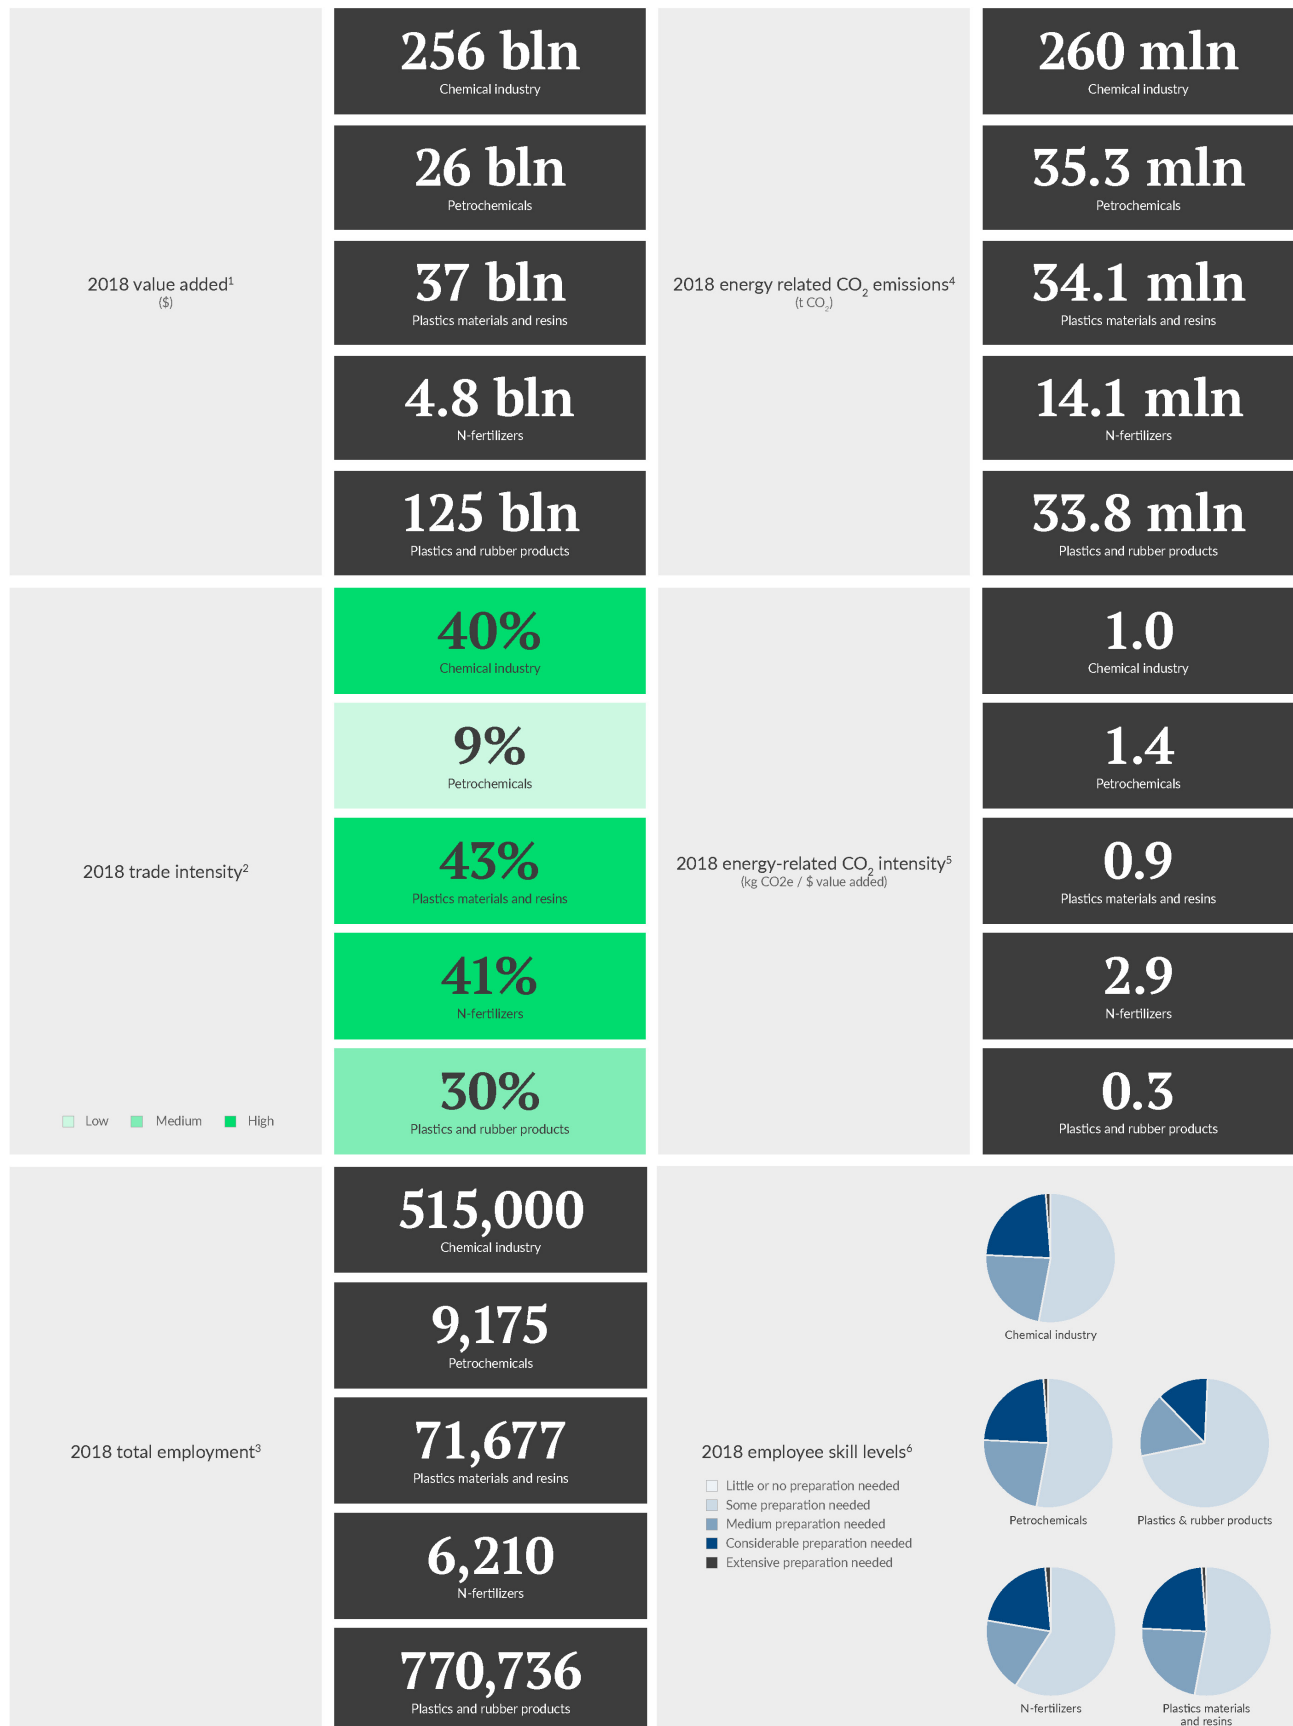 2018 value added¹
($)
256 bln
Chemical industry
26 bln
Petrochemicals
37 bln
Plastics materials and resins
4.8 bln
N-fertilizers
125 bln
Plastics and rubber products
2018 energy related CO₂ emissions⁴
(t CO₂)
260 mln
Chemical industry
35.3 mln
Petrochemicals
34.1 mln
Plastics materials and resins
14.1 mln
N-fertilizers
33.8 mln
Plastics and rubber products
2018 trade intensity²
Low
Medium
High
40%
Chemical industry
9%
Petrochemicals
43%
Plastics materials and resins
41%
N-fertilizers
30%
Plastics and rubber products
2018 energy-related CO₂ intensity⁵
(kg CO2e / $ value added)
1.0
Chemical industry
1.4
Petrochemicals
0.9
Plastics materials and resins
2.9
N-fertilizers
0.3
Plastics and rubber products
2018 total employment³
515,000
Chemical industry
9,175
Petrochemicals
71,677
Plastics materials and resins
6,210
N-fertilizers
770,736
Plastics and rubber products
2018 employee skill levels⁶
Little or no preparation needed
Some preparation needed
Medium preparation needed
Considerable preparation needed
Extensive preparation needed
Chemical industry
Petrochemicals
Plastics & rubber products
N-fertilizers
Plastics materials
and resins